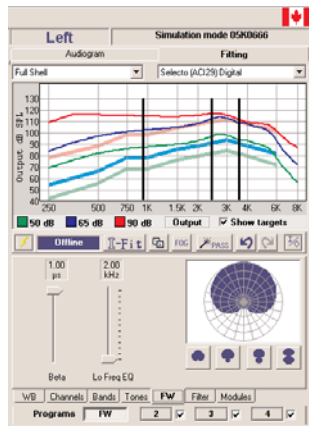 Left Simulation mode 05K0666
Audiogram Fitting
Full Shell Selecto (ACI29) Digital
Output dB SPL
130
120
110
100
90
80
70
60
50
40
250 500 750 1K 1.5K 2K 3K 4K 6K 8K
50 dB 65 dB 90 dB Output Show targets
Offline I-Fit FOG PASS
1.00 2.00
µs kHz
Beta Lo Freq EQ
WB Channels Bands Tones FW Filter Modules
Programs FW 2 3 4